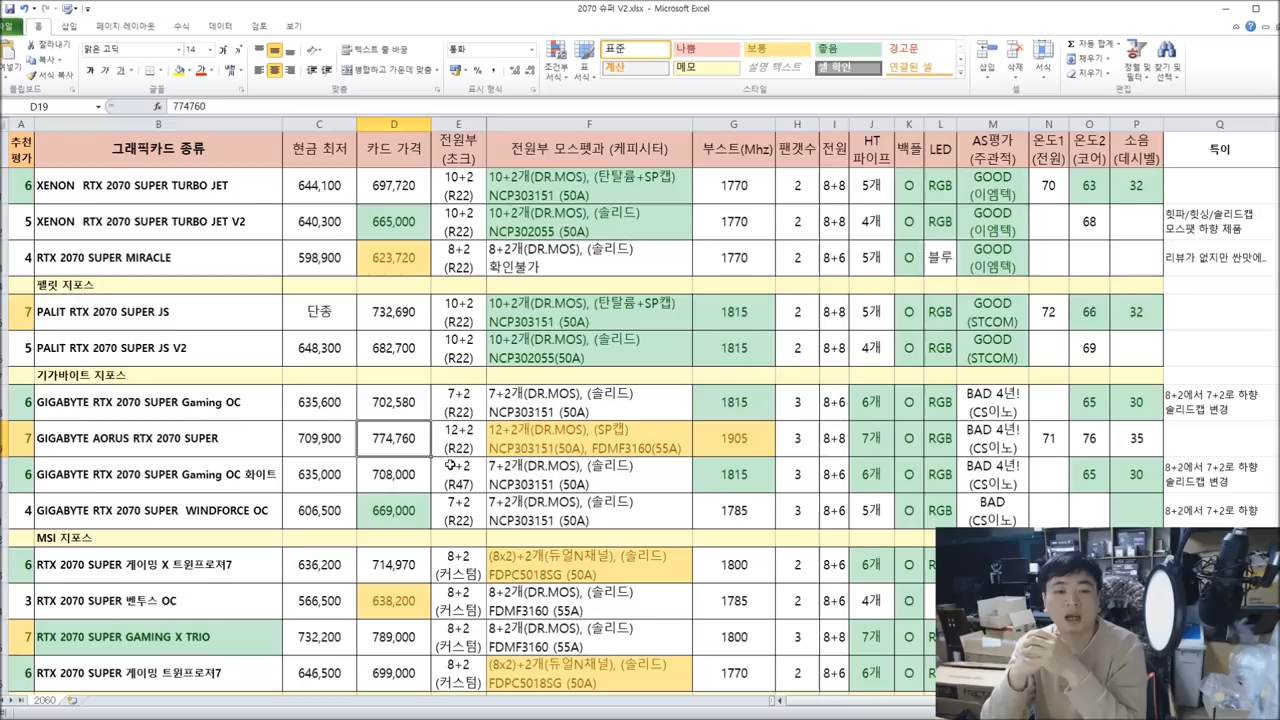 2070 슈퍼 V2.xlsx - Microsoft Excel
파일 홈 삽입 페이지 레이아웃 수식 데이터 검토 보기
잘라내기
복사
서식 복사
클립보드
맑은 고딕 14
가 가 가
글꼴
텍스트 줄 바꿈
병합하고 가운데 맞춤
맞춤
통화
표시 형식
조건부 서식
표 서식
표준 나쁨 보통 좋음 경고문
계산 메모 설명 텍스트 셀 확인 연결된 셀
스타일
삽입 삭제 서식
셀
자동 합계
채우기
지우기
정렬 및 필터
찾기 및 선택
편집
D19 fx 774760
A B C D E F G H I J K L M N O P Q
추천 평가 그래픽카드 종류 현금 최저 카드 가격 전원부 (초크) 전원부 모스펫과 (케피시터) 부스트(Mhz) 팬갯수 전원 HT 파이프 백플 LED AS평가 (주관적) 온도1 (전원) 온도2 (코어) 소음 (데시벨) 특이
6 XENON RTX 2070 SUPER TURBO JET 644,100 697,720 10+2 (R22) 10+2개(DR.MOS), (탄탈륨+SP캡) NCP303151 (50A) 1770 2 8+8 5개 O RGB GOOD (이엠텍) 70 63 32
5 XENON RTX 2070 SUPER TURBO JET V2 640,300 665,000 10+2 (R22) 10+2개(DR.MOS), (솔리드) NCP302055 (50A) 1770 2 8+8 4개 O RGB GOOD (이엠텍) 68 힛파/힛싱/솔리드캡 모스팻 하향 제품
4 RTX 2070 SUPER MIRACLE 598,900 623,720 8+2 (R22) 8+2개(DR.MOS), (솔리드) 확인불가 1770 2 8+6 5개 O 블루 GOOD (이엠텍) 리뷰가 없지만 싼맛에..
펠릿 지포스
7 PALIT RTX 2070 SUPER JS 단종 732,690 10+2 (R22) 10+2개(DR.MOS), (탄탈륨+SP캡) NCP303151 (50A) 1815 2 8+8 5개 O RGB GOOD (STCOM) 72 66 32
5 PALIT RTX 2070 SUPER JS V2 648,300 682,700 10+2 (R22) 10+2개(DR.MOS), (솔리드) NCP302055(50A) 1815 2 8+8 4개 O RGB GOOD (STCOM) 69
기가바이트 지포스
6 GIGABYTE RTX 2070 SUPER Gaming OC 635,600 702,580 7+2 (R22) 7+2개(DR.MOS), (솔리드) NCP303151 (50A) 1815 3 8+6 6개 O RGB BAD 4년! (CS이노) 65 30 8+2에서 7+2로 하향 솔리드캡 변경
7 GIGABYTE AORUS RTX 2070 SUPER 709,900 774,760 12+2 (R22) 12+2개(DR.MOS), (SP캡) NCP303151(50A), FDMF3160(55A) 1905 3 8+8 7개 O RGB BAD 4년! (CS이노) 71 76 35
6 GIGABYTE RTX 2070 SUPER Gaming OC 화이트 635,000 708,000 +2 (R47) 7+2개(DR.MOS), (솔리드) NCP303151 (50A) 1815 3 8+6 6개 O RGB BAD 4년! (CS이노) 65 30 8+2에서 7+2로 하향 솔리드캡 변경
4 GIGABYTE RTX 2070 SUPER WINDFORCE OC 606,500 669,000 7+2 (R22) 7+2개(DR.MOS), (솔리드) NCP303151 (50A) 1785 3 8+6 5개 O RGB BAD (CS이노) 8+2에서 7+2로 하향
MSI 지포스
6 RTX 2070 SUPER 게이밍 X 트윈프로저7 636,200 714,970 8+2 (커스텀) (8x2)+2개(듀얼N채널), (솔리드) FDPC5018SG (50A) 1800 2 8+6 6개 O
3 RTX 2070 SUPER 벤투스 OC 566,500 638,200 8+2 (커스텀) 8+2개(DR.MOS), (솔리드) FDMF3160 (55A) 1785 2 8+6 4개 O
7 RTX 2070 SUPER GAMING X TRIO 732,200 789,000 8+2 (커스텀) 8+2개(DR.MOS), (솔리드) FDMF3160 (55A) 1800 3 8+8 7개 O
6 RTX 2070 SUPER 게이밍 트윈프로저7 646,500 699,000 8+2 (커스텀) (8x2)+2개(듀얼N채널), (솔리드) FDPC5018SG (50A) 1770 2 8+6 6개 O
2060